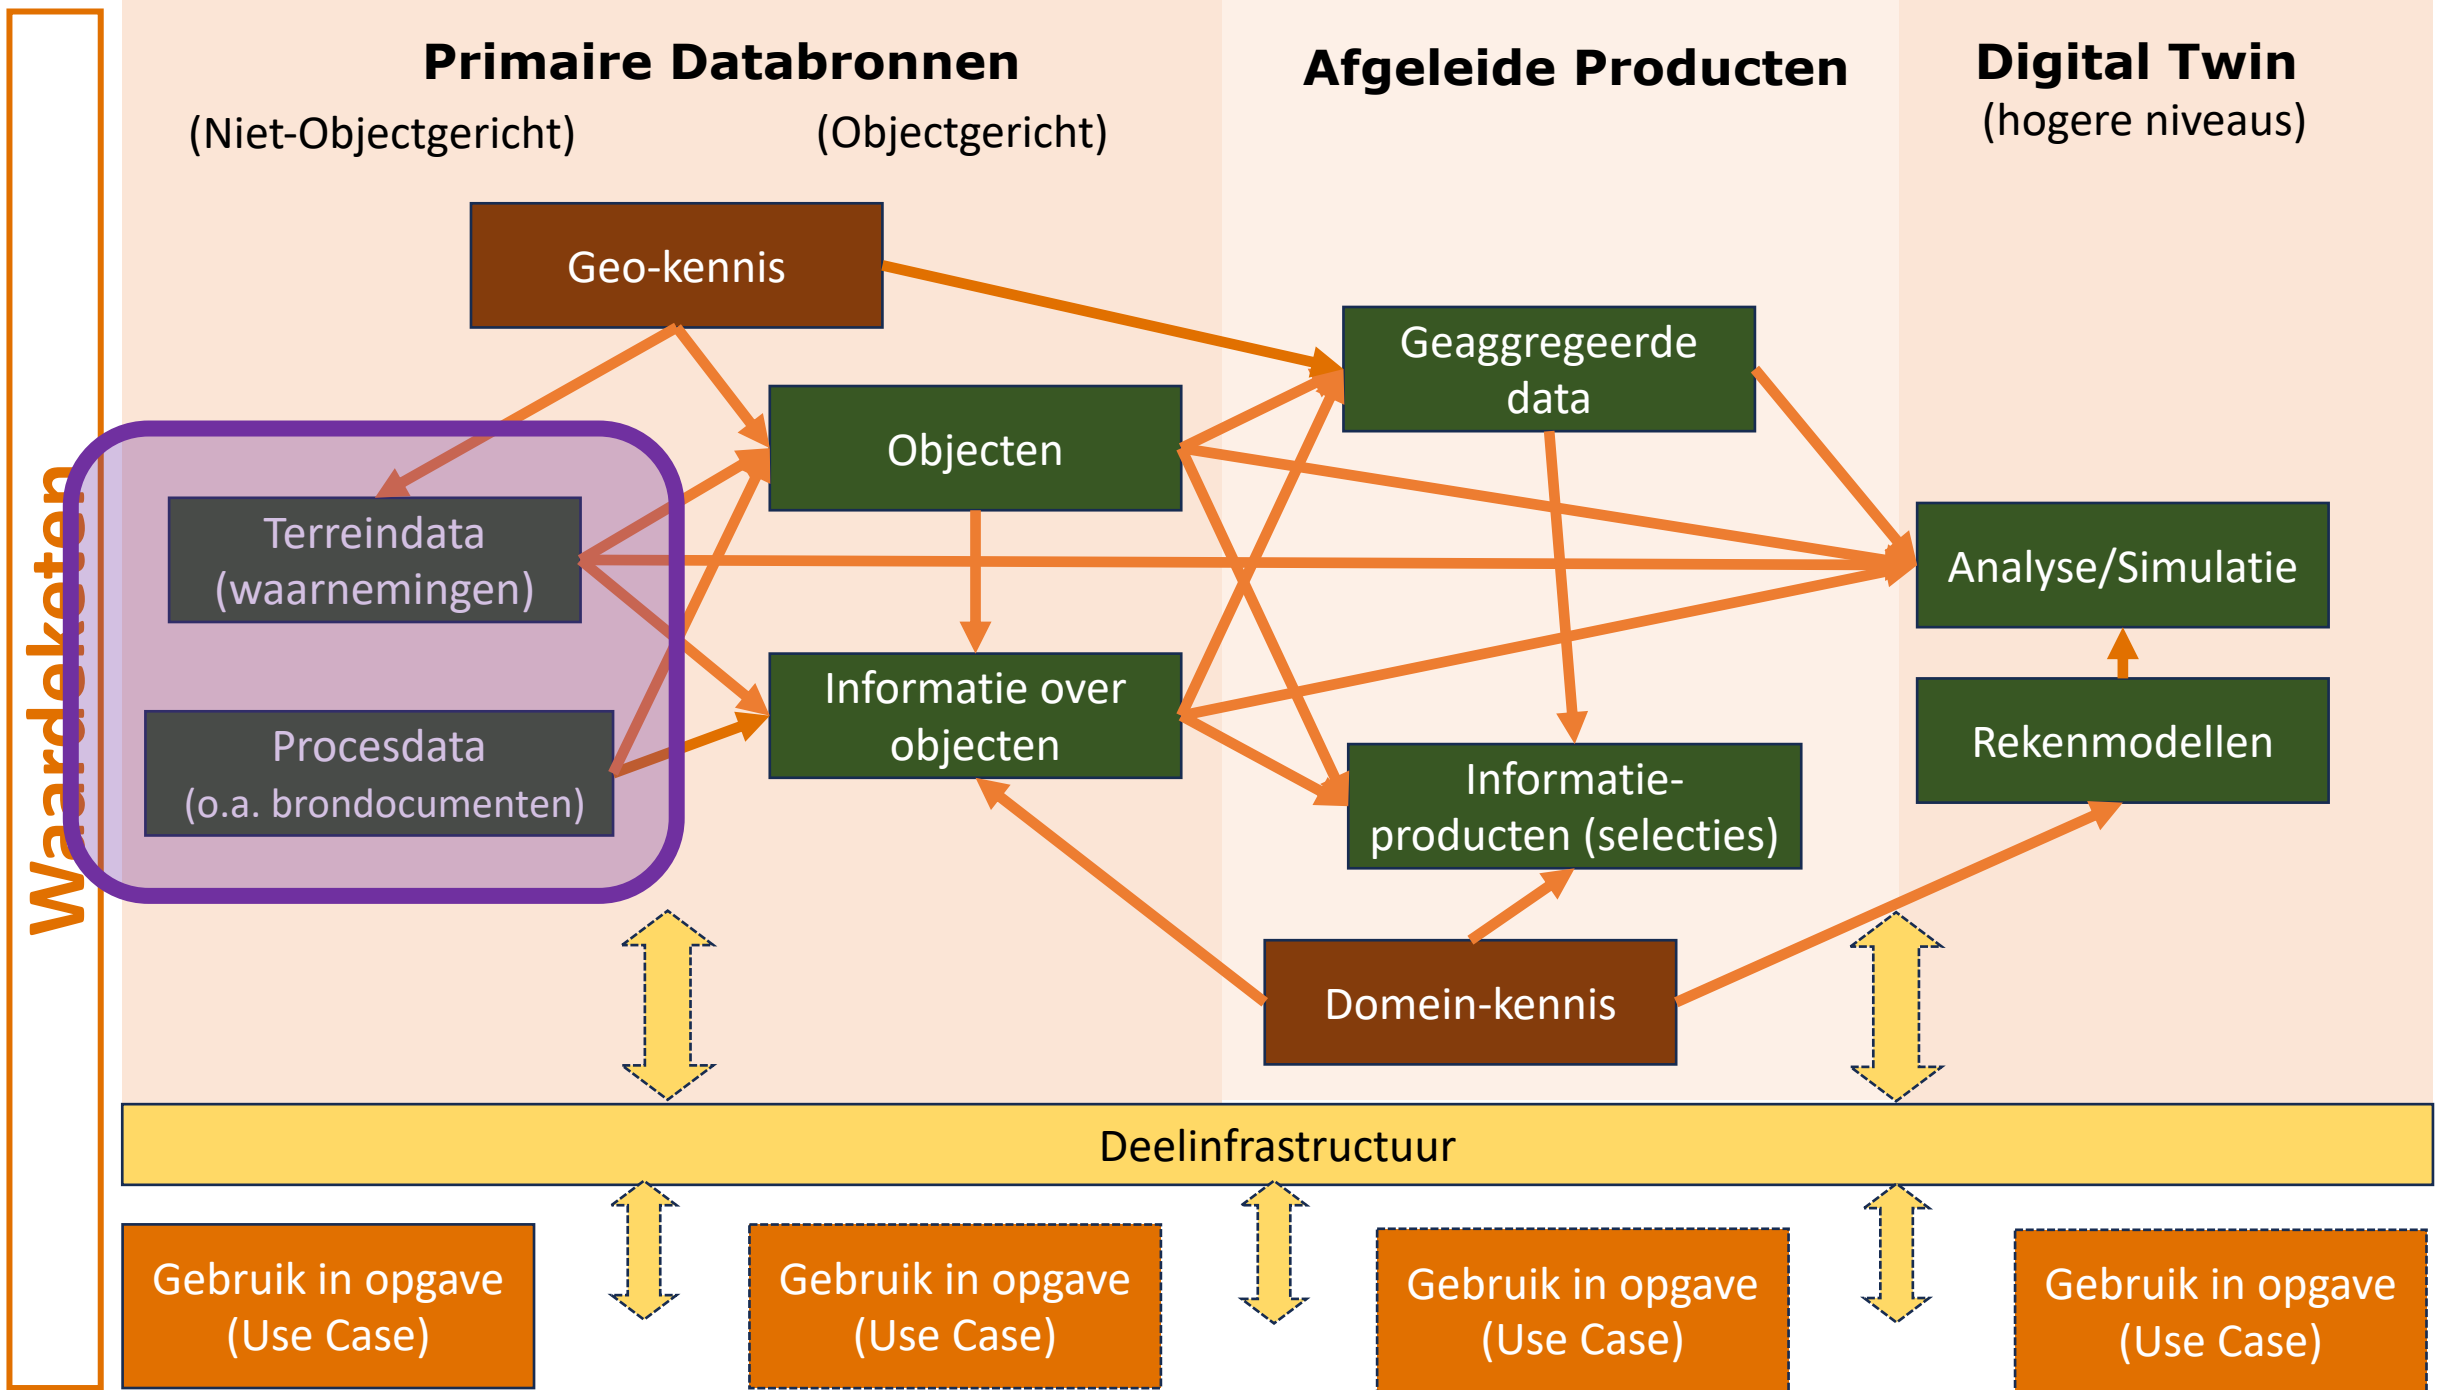 Waardeketen
Primaire Databronnen
(Niet-Objectgericht)
(Objectgericht)
Afgeleide Producten
Digital Twin
(hogere niveaus)
Geo-kennis
Geaggregeerde
data
Objecten
Terreindata
(waarnemingen)
Analyse/Simulatie
Informatie over
objecten
Procesdata
(o.a. brondocumenten)
Rekenmodellen
Informatie-
producten (selecties)
Domein-kennis
Deelinfrastructuur
Gebruik in opgave
(Use Case)
Gebruik in opgave
(Use Case)
Gebruik in opgave
(Use Case)
Gebruik in opgave
(Use Case)